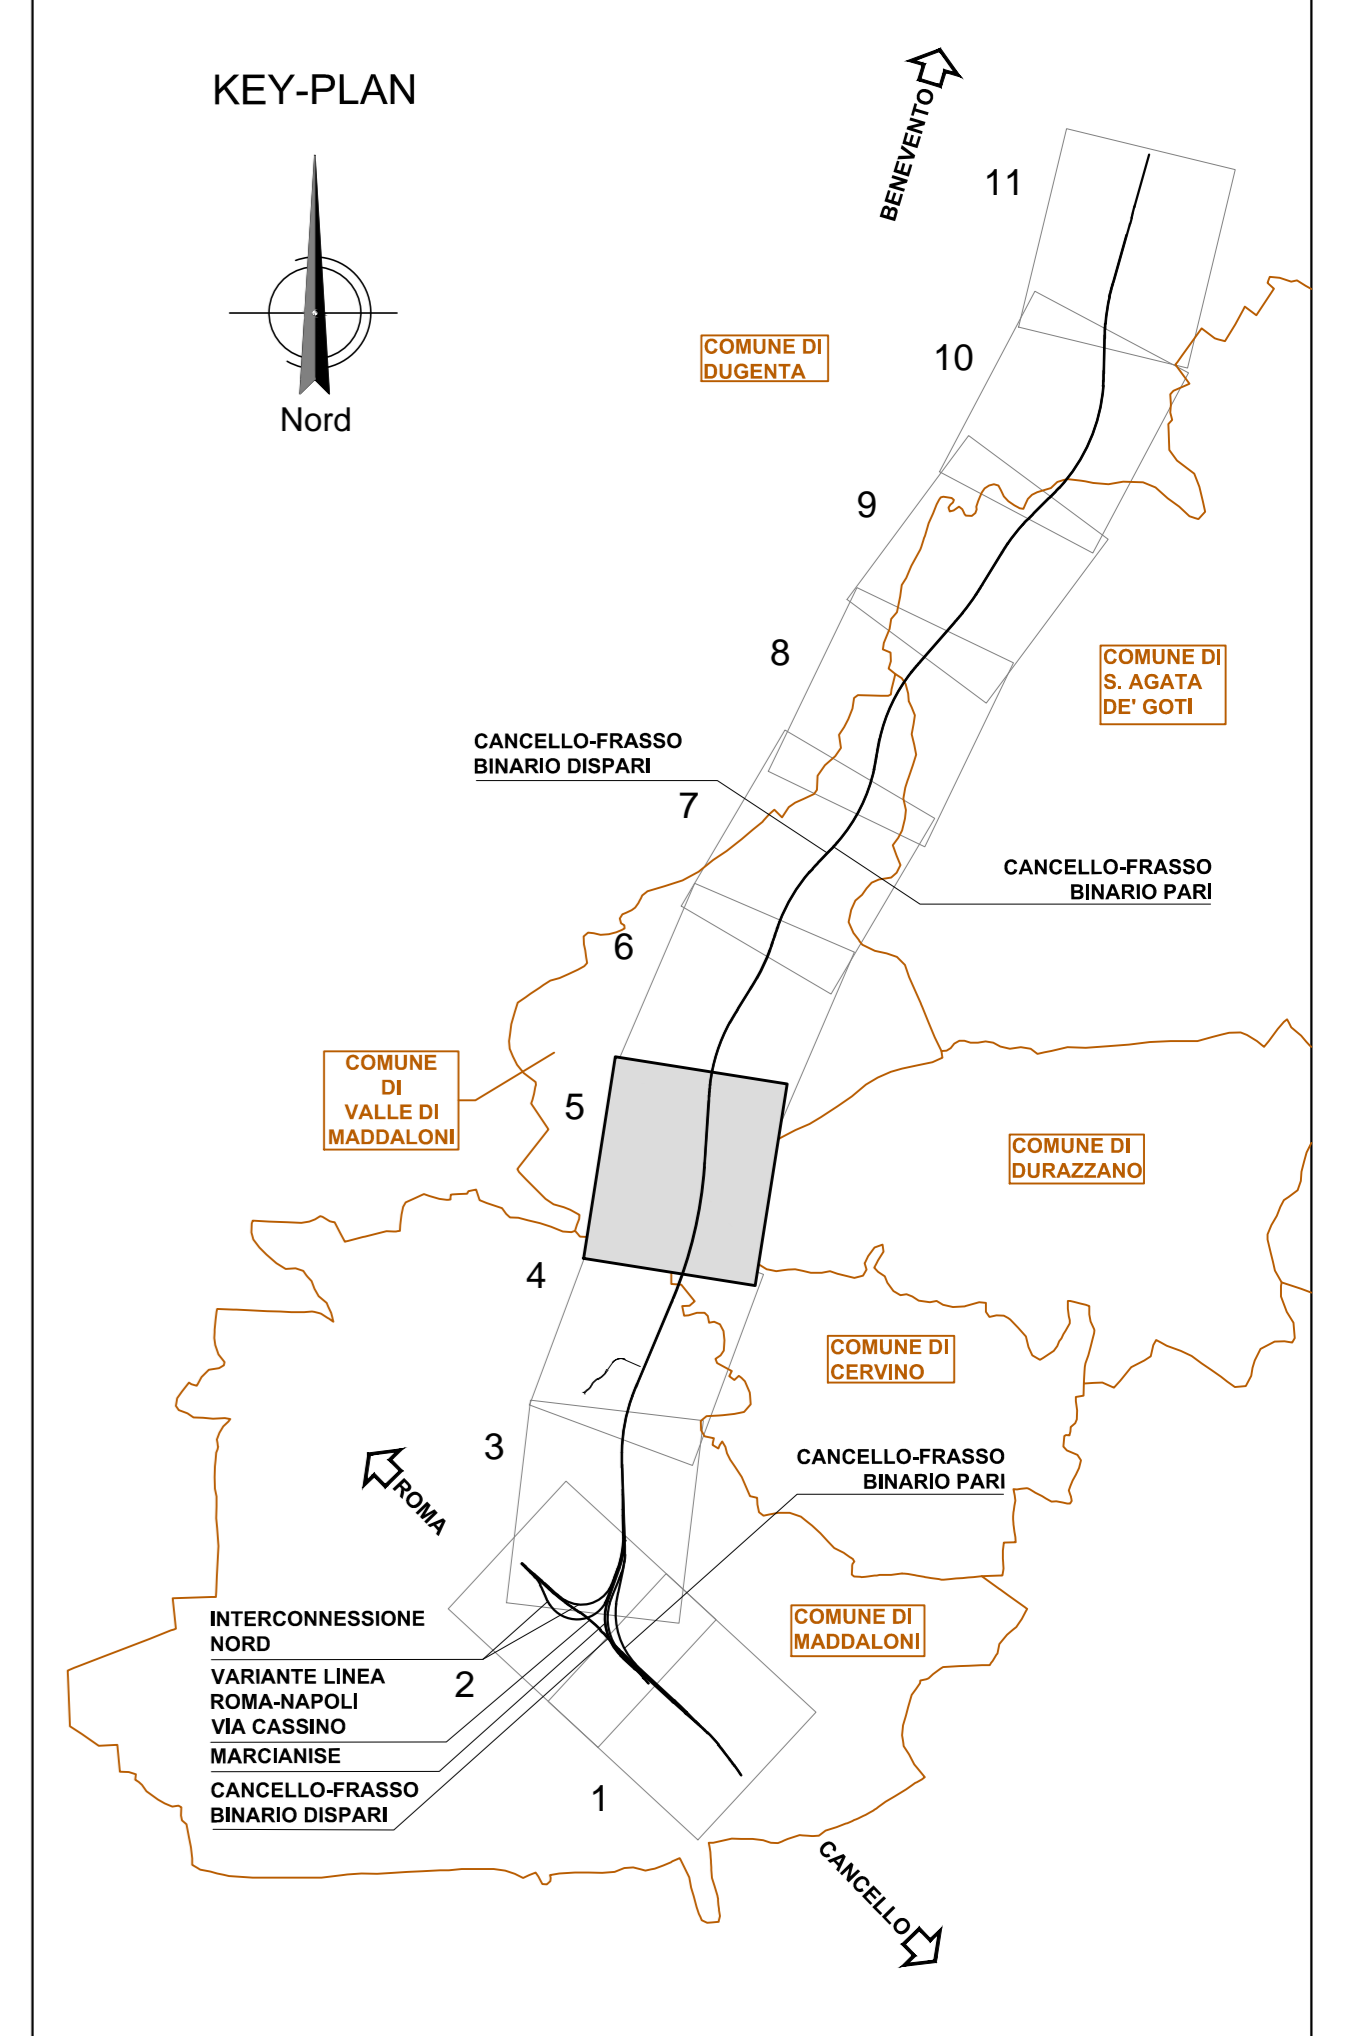 KEY-PLAN
BENEVENTO
11
Nord
COMUNE DI
DUGENTA
10
9
8
COMUNE DI
S. AGATA
DE' GOTI
CANCELLO-FRASSO
BINARIO DISPARI
7
CANCELLO-FRASSO
BINARIO PARI
6
COMUNE
DI
VALLE DI
MADDALONI
5
COMUNE DI
DURAZZANO
4
COMUNE DI
CERVINO
3
ROMA
CANCELLO-FRASSO
BINARIO PARI
INTERCONNESSIONE
NORD
COMUNE DI
MADDALONI
2
VARIANTE LINEA
ROMA-NAPOLI
VIA CASSINO
MARCIANISE
CANCELLO-FRASSO
BINARIO DISPARI
1
CANCELLO